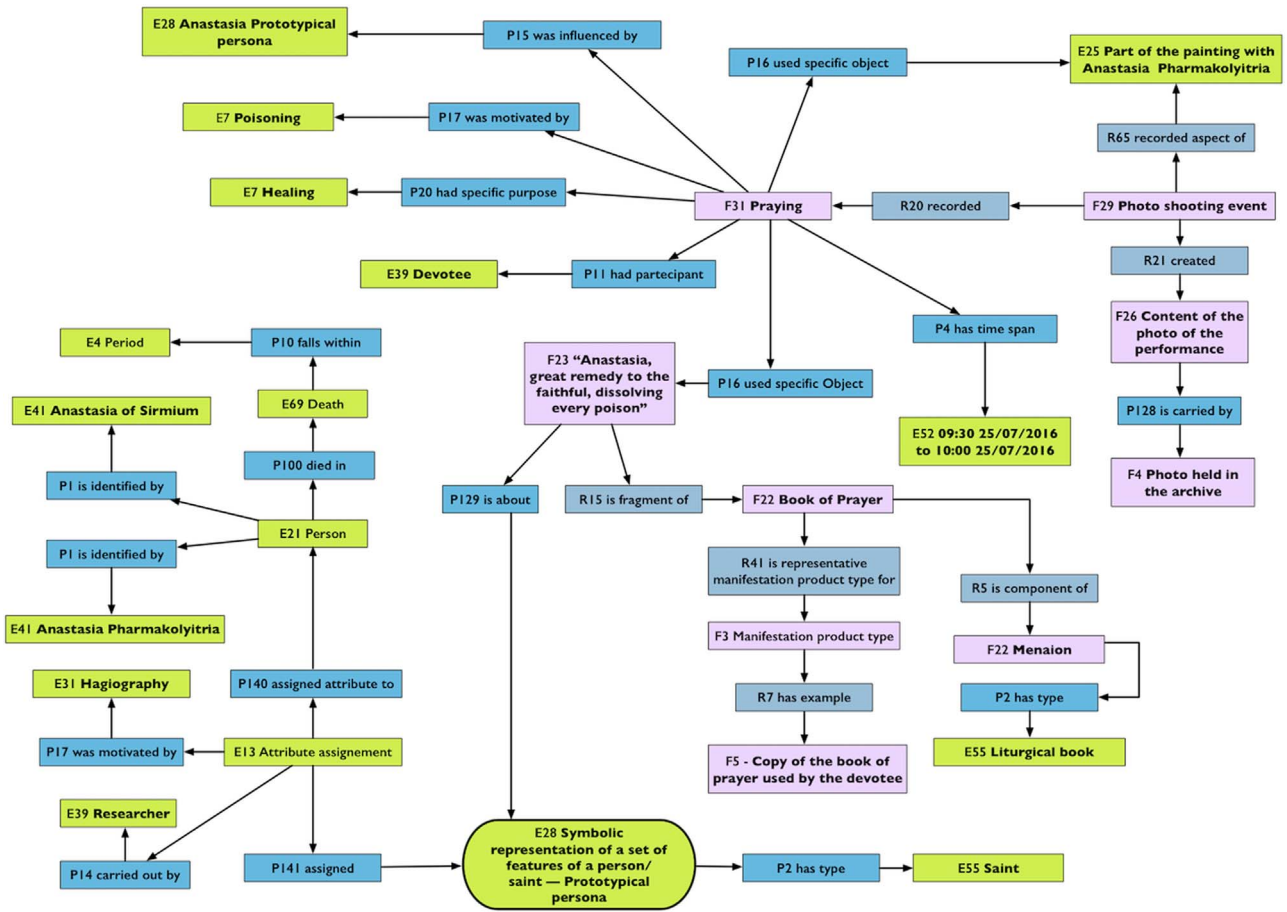 E28 Anastasia Prototypical
persona
P15 was influenced by
P16 used specific object
E25 Part of the painting with
Anastasia Pharmakolyitria
E7 Poisoning
P17 was motivated by
R65 recorded aspect of
E7 Healing
P20 had specific purpose
F31 Praying
R20 recorded
F29 Photo shooting event
E39 Devotee
P11 had partecipant
R21 created
F26 Content of the
photo of the
performance
E4 Period
P10 falls within
P4 has time span
F23 “Anastasia,
great remedy to the
faithful, dissolving
every poison”
P16 used specific Object
E41 Anastasia of Sirmium
E69 Death
P128 is carried by
E52 09:30 25/07/2016
to 10:00 25/07/2016
P100 died in
F4 Photo held in
the archive
P1 is identified by
P129 is about
R15 is fragment of
F22 Book of Prayer
E21 Person
P1 is identified by
R41 is representative
manifestation product type for
R5 is component of
E41 Anastasia Pharmakolyitria
F3 Manifestation product type
F22 Menaion
E31 Hagiography
P140 assigned attribute to
R7 has example
P2 has type
P17 was motivated by
E13 Attribute assignement
E55 Liturgical book
F5 - Copy of the book of
prayer used by the devotee
E39 Researcher
P14 carried out by
P141 assigned
E28 Symbolic
representation of a set of
features of a person/
saint — Prototypical
persona
P2 has type
E55 Saint